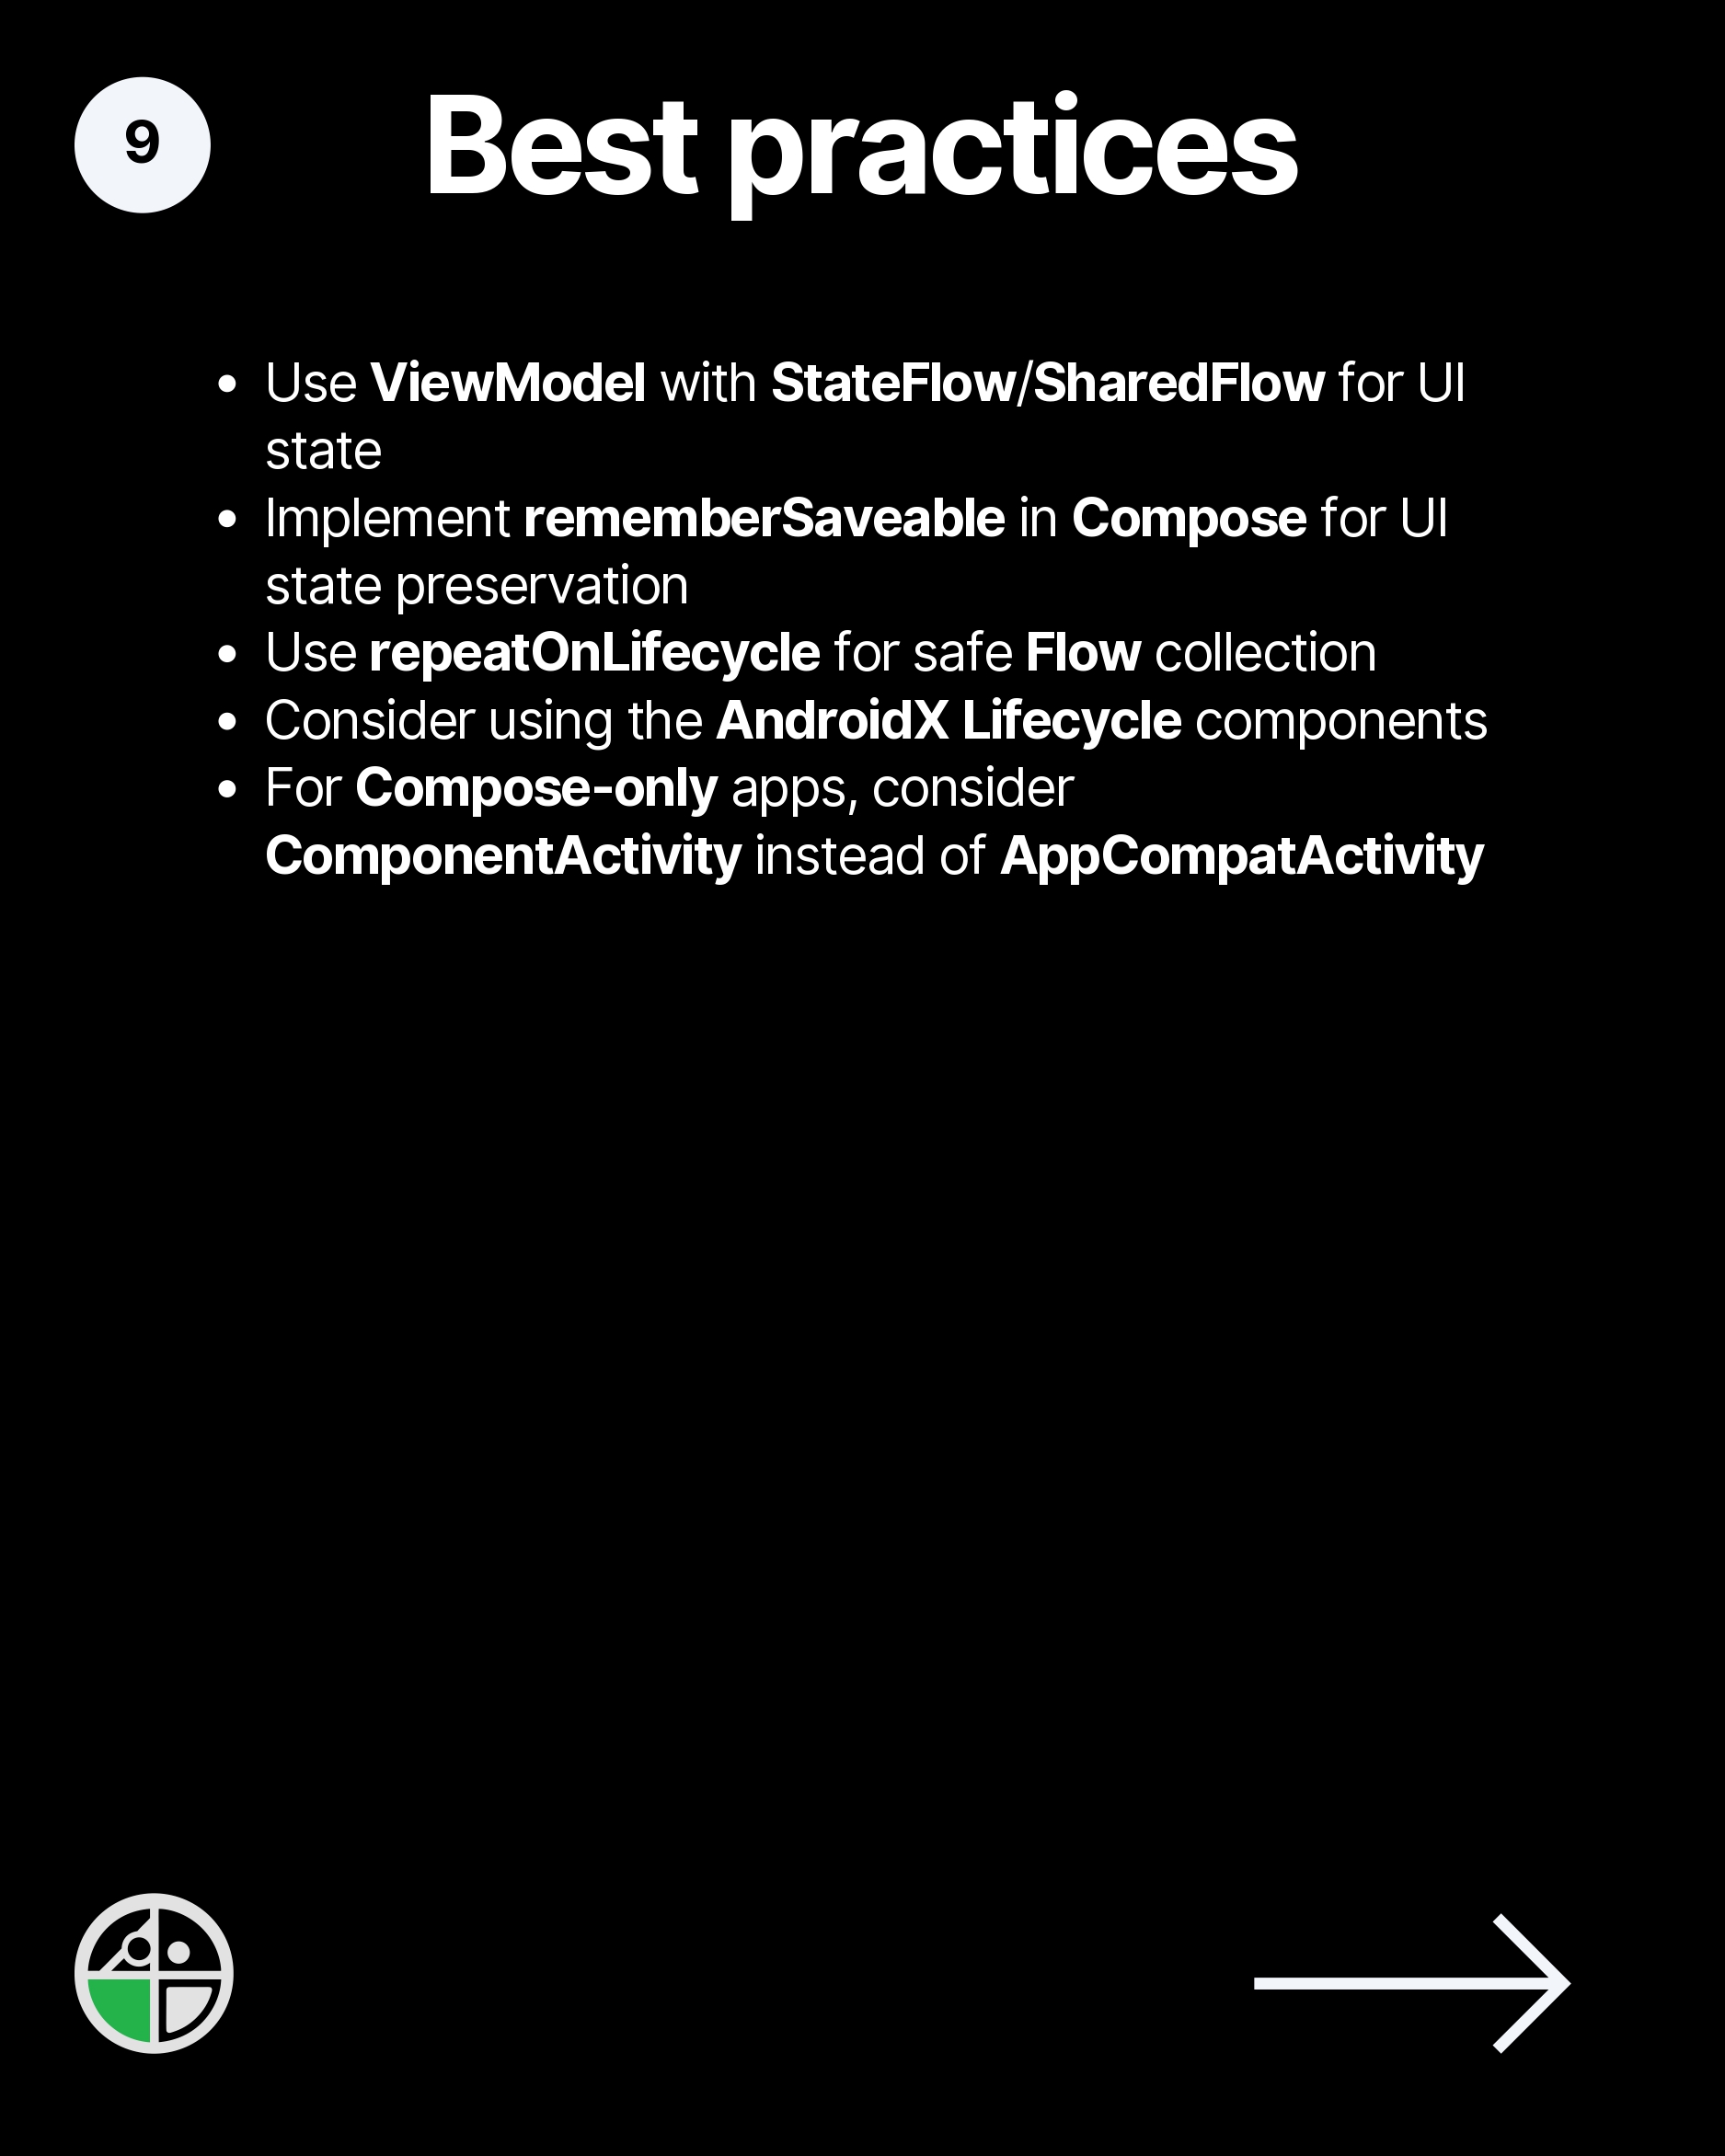 9
Best practices
• Use ViewModel with StateFlow/SharedFlow for UI
state
• Implement rememberSaveable in Compose for UI
state preservation
• Use repeatOnLifecycle for safe Flow collection
• Consider using the AndroidX Lifecycle components
• For Compose-only apps, consider
ComponentActivity instead of AppCompatActivity